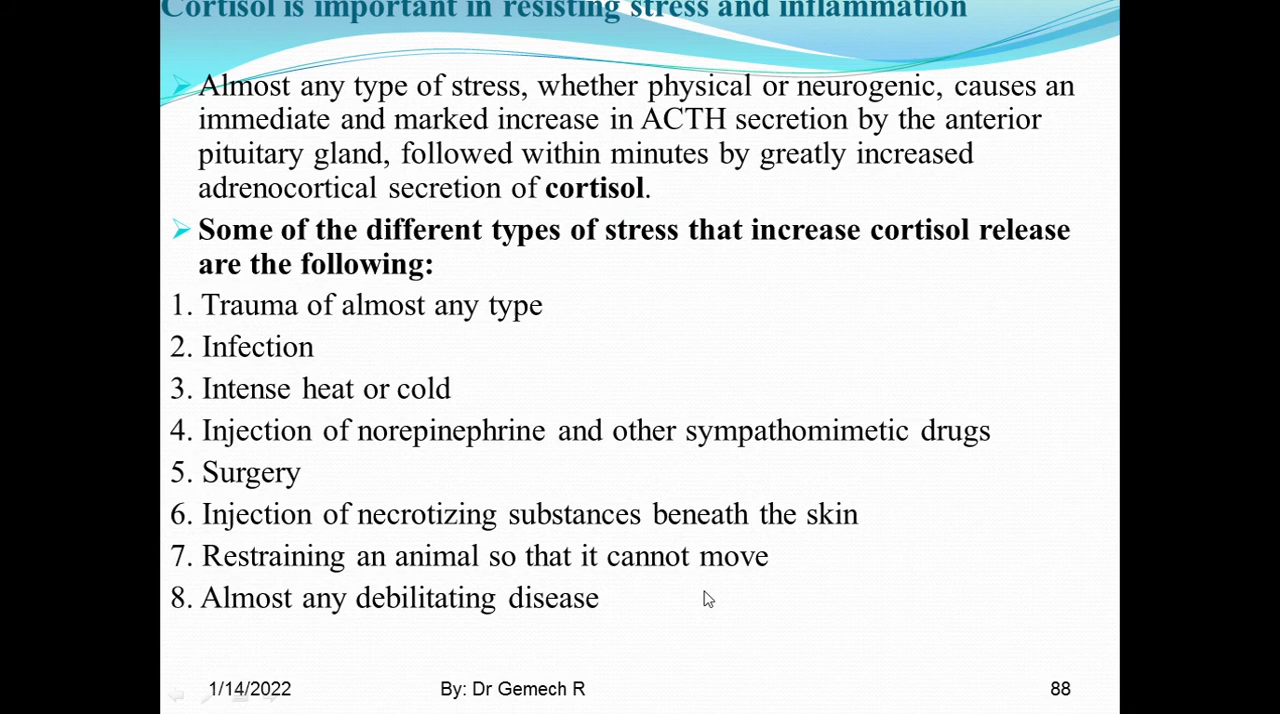 Cortisol is important in resisting stress and inflammation
Almost any type of stress, whether physical or neurogenic, causes an
immediate and marked increase in ACTH secretion by the anterior
pituitary gland, followed within minutes by greatly increased
adrenocortical secretion of cortisol.
Some of the different types of stress that increase cortisol release
are the following:
1. Trauma of almost any type
2. Infection
3. Intense heat or cold
4. Injection of norepinephrine and other sympathomimetic drugs
5. Surgery
6. Injection of necrotizing substances beneath the skin
7. Restraining an animal so that it cannot move
8. Almost any debilitating disease
1/14/2022 By: Dr Gemech R 88